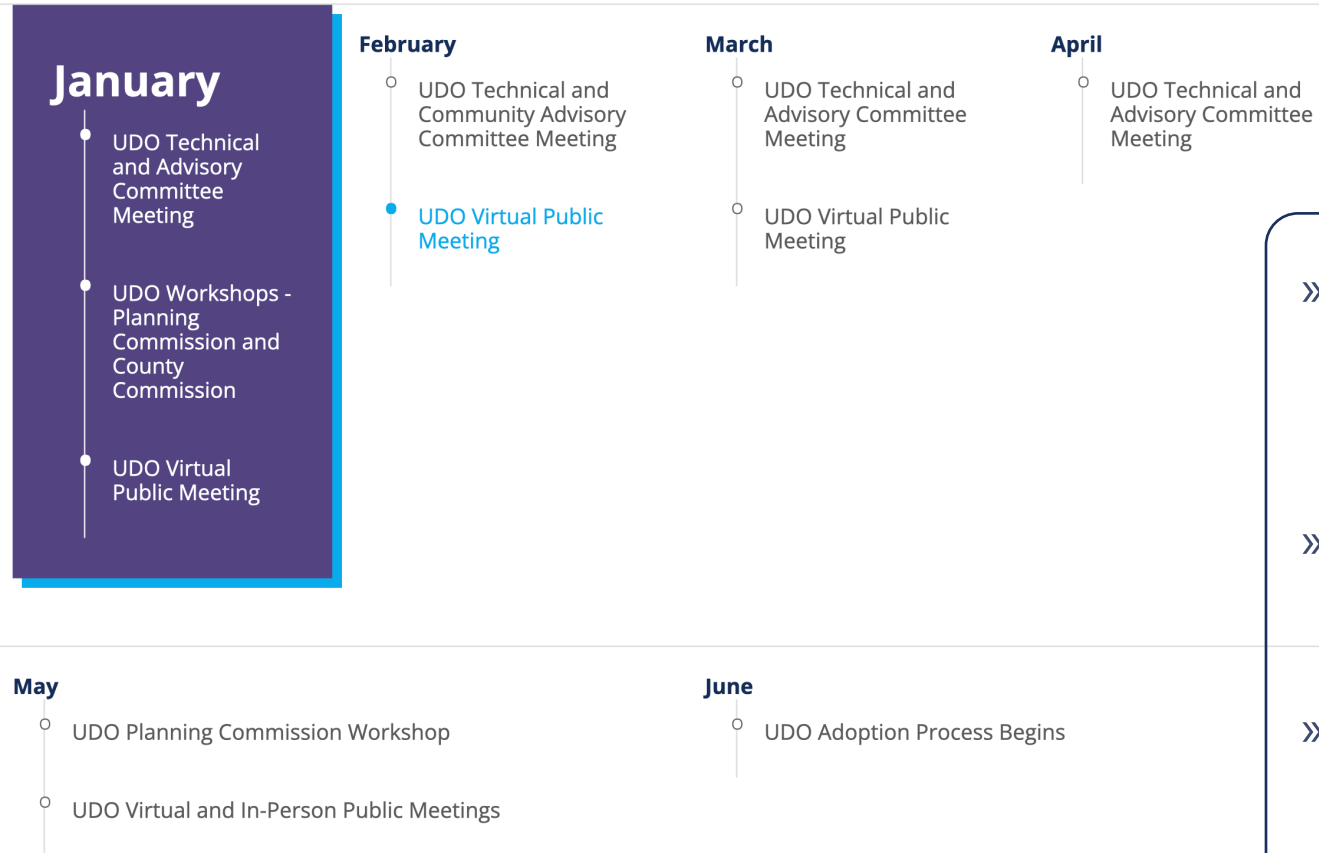 January
UDO Technical
and Advisory
Committee
Meeting
UDO Workshops -
Planning
Commission and
County
Commission
UDO Virtual
Public Meeting
February
UDO Technical and
Community Advisory
Committee Meeting
UDO Virtual Public
Meeting
March
UDO Technical and
Advisory Committee
Meeting
UDO Virtual Public
Meeting
April
UDO Technical and
Advisory Committee
Meeting
May
UDO Planning Commission Workshop
UDO Virtual and In-Person Public Meetings
June
UDO Adoption Process Begins